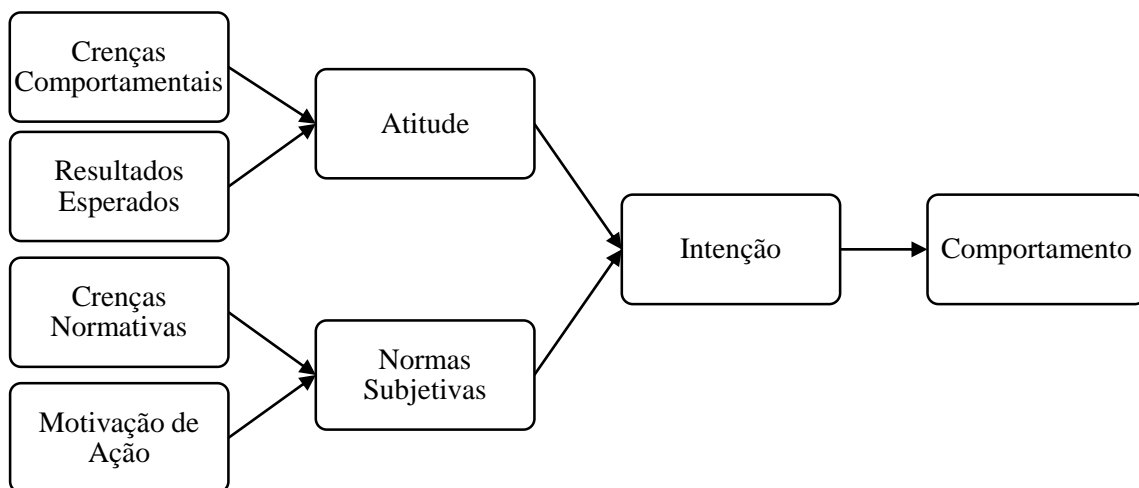 Crenças
Comportamentais
Resultados
Esperados
Crenças
Normativas
Motivação de
Ação
Atitude
Normas
Subjetivas
Intenção
Comportamento